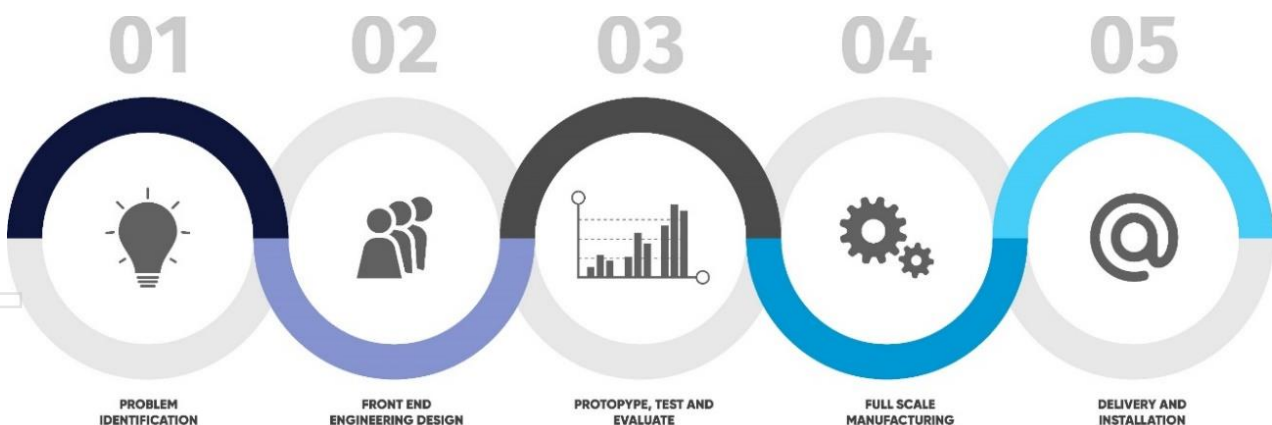 01
02
03
04
05
PROBLEM
IDENTIFICATION
FRONT END
ENGINEERING DESIGN
PROTOPYPE, TEST AND
EVALUATE
FULL SCALE
MANUFACTURING
DELIVERY AND
INSTALLATION